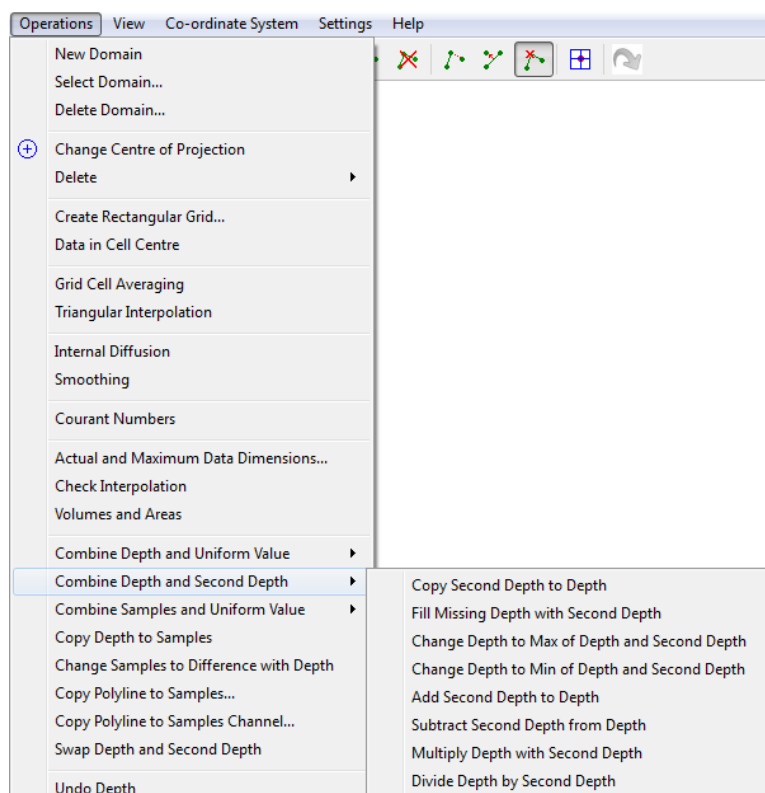 Operations View Co-ordinate System Settings Help
New Domain
Select Domain...
Delete Domain...
Change Centre of Projection
Delete
Create Rectangular Grid...
Data in Cell Centre
Grid Cell Averaging
Triangular Interpolation
Internal Diffusion
Smoothing
Courant Numbers
Actual and Maximum Data Dimensions...
Check Interpolation
Volumes and Areas
Combine Depth and Uniform Value
Combine Depth and Second Depth
Combine Samples and Uniform Value
Copy Depth to Samples
Change Samples to Difference with Depth
Copy Polyline to Samples...
Copy Polyline to Samples Channel...
Swap Depth and Second Depth
Undo Depth
Copy Second Depth to Depth
Fill Missing Depth with Second Depth
Change Depth to Max of Depth and Second Depth
Change Depth to Min of Depth and Second Depth
Add Second Depth to Depth
Subtract Second Depth from Depth
Multiply Depth with Second Depth
Divide Depth by Second Depth